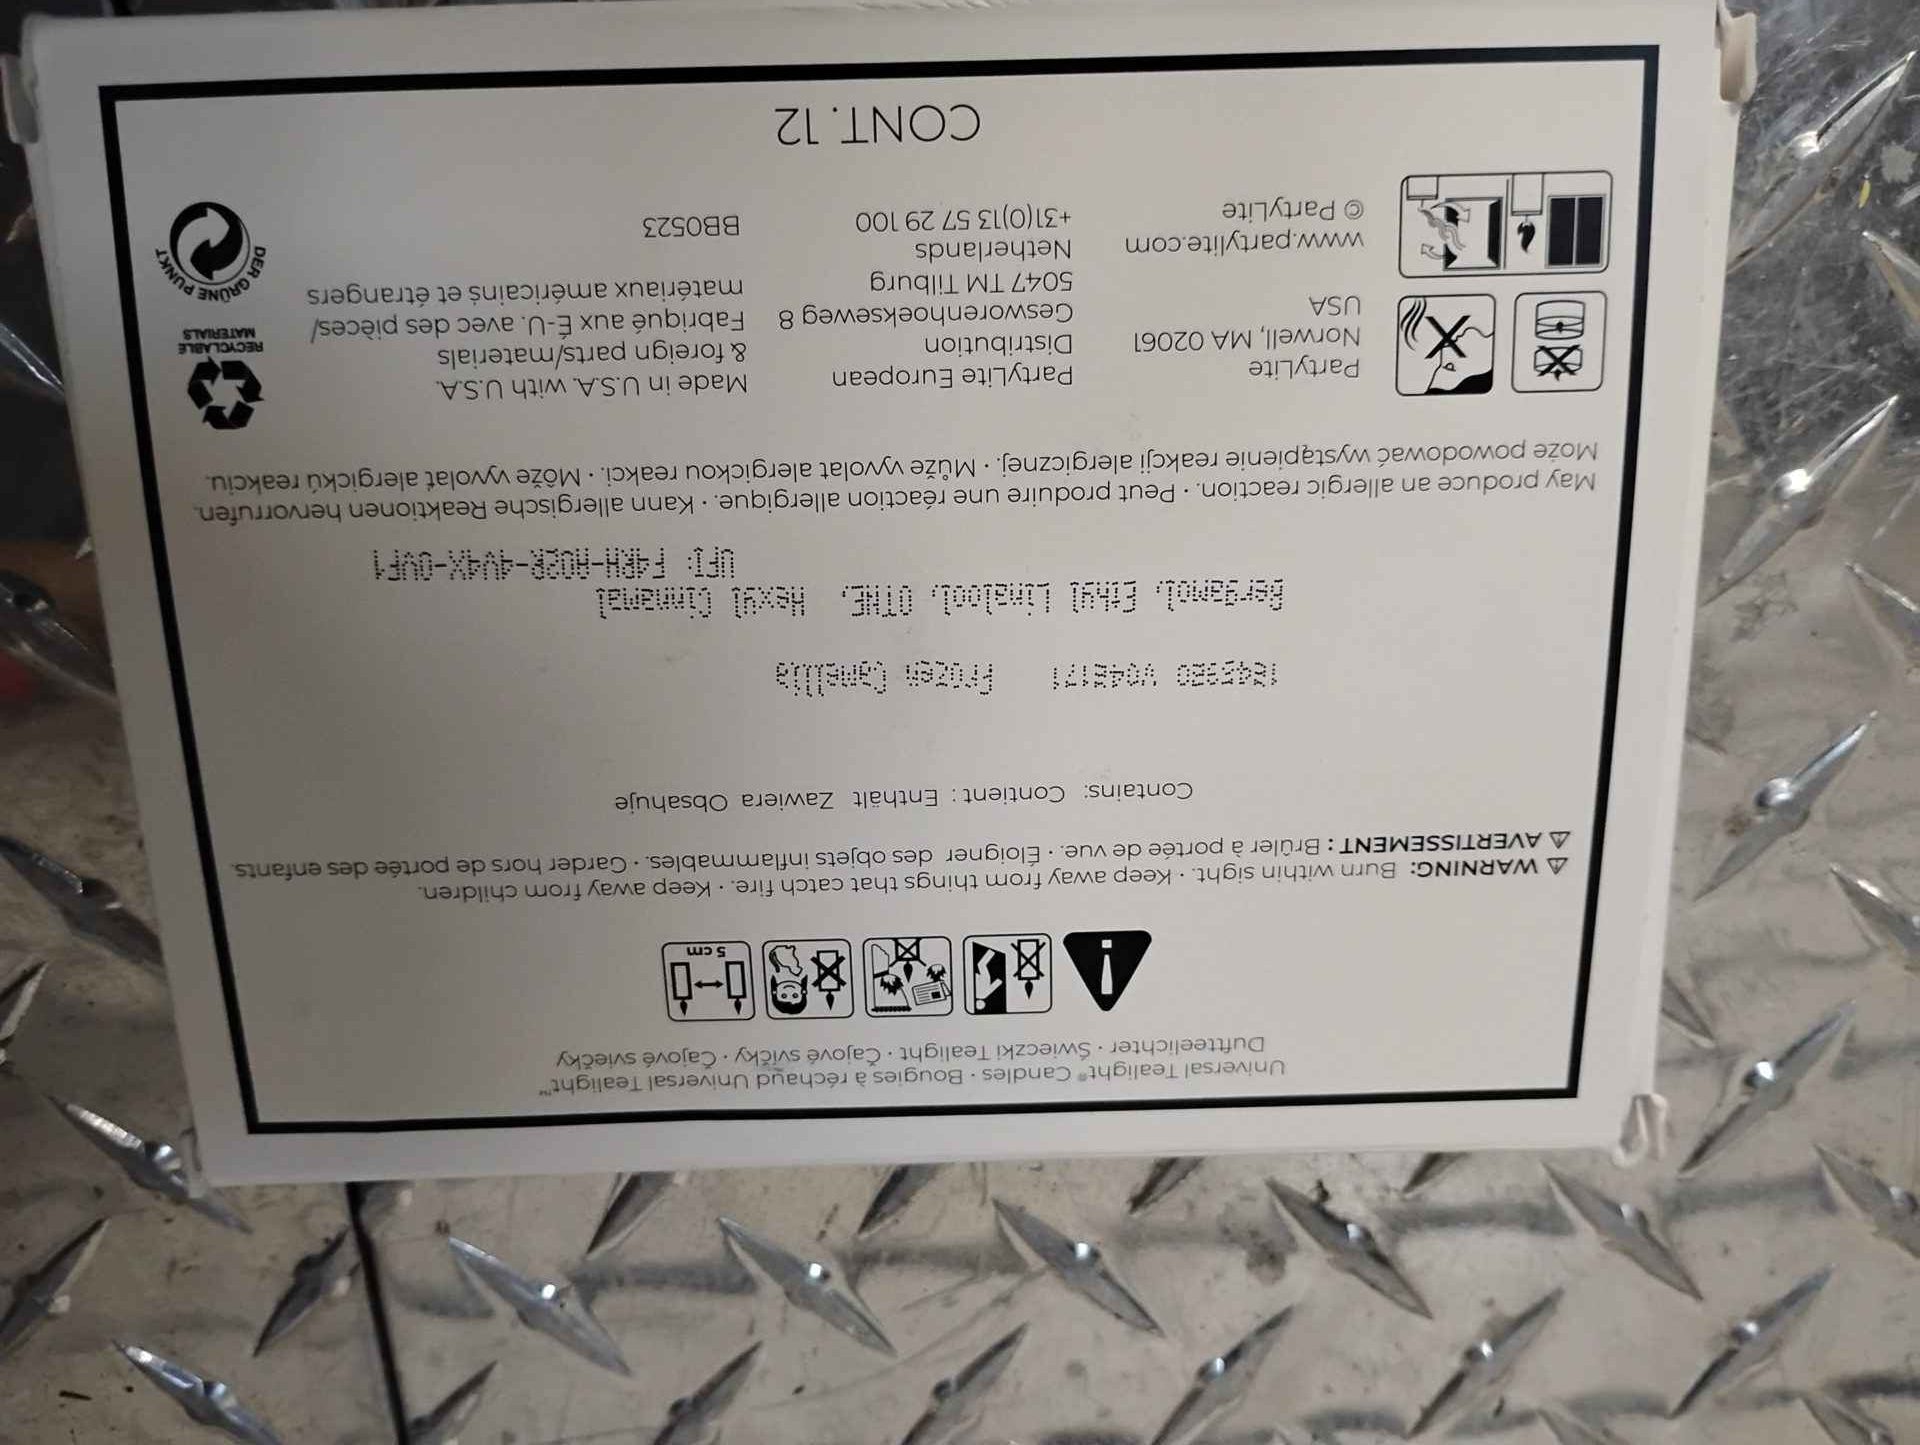 Universal Tealight® Candles • Bougies à réchaud Universal Tealight™
Duftteelichter • Świeczki Tealight • Čajové svíčky • Čajové sviečky
5 cm
⚠ WARNING: Burn within sight. • Keep away from things that catch fire. • Keep away from children.
⚠ AVERTISSEMENT : Brûler à portée de vue. • Éloigner des objets inflammables. • Garder hors de portée des enfants.
Contains: Contient : Enthält Zawiera Obsahuje
V04E171 Frozen Camellia
Bergamol, Ethyl Linalool, OTNE, Hexyl Cinnamal
UFI: F4RH-A02R-4V4X-0VF1
May produce an allergic reaction. • Peut produire une réaction allergique. • Kann allergische Reaktionen hervorrufen.
Może powodować wystąpienie reakcji alergicznej. • Může vyvolat alergickou reakci. • Môže vyvolať alergickú reakciu.
PartyLite
Norwell, MA 02061
USA
www.partylite.com
© PartyLite
PartyLite European
Distribution
Gesworenhoekseweg 8
5047 TM Tilburg
Netherlands
+31(0)13 57 29 100
Made in U.S.A. with U.S.A.
& foreign parts/materials
Fabriqué aux É-U. avec des pièces/
matériaux américains et étrangers
BB0523
RECYCLABLE
MATERIALS
DER GRÜNE PUNKT
CONT. 12